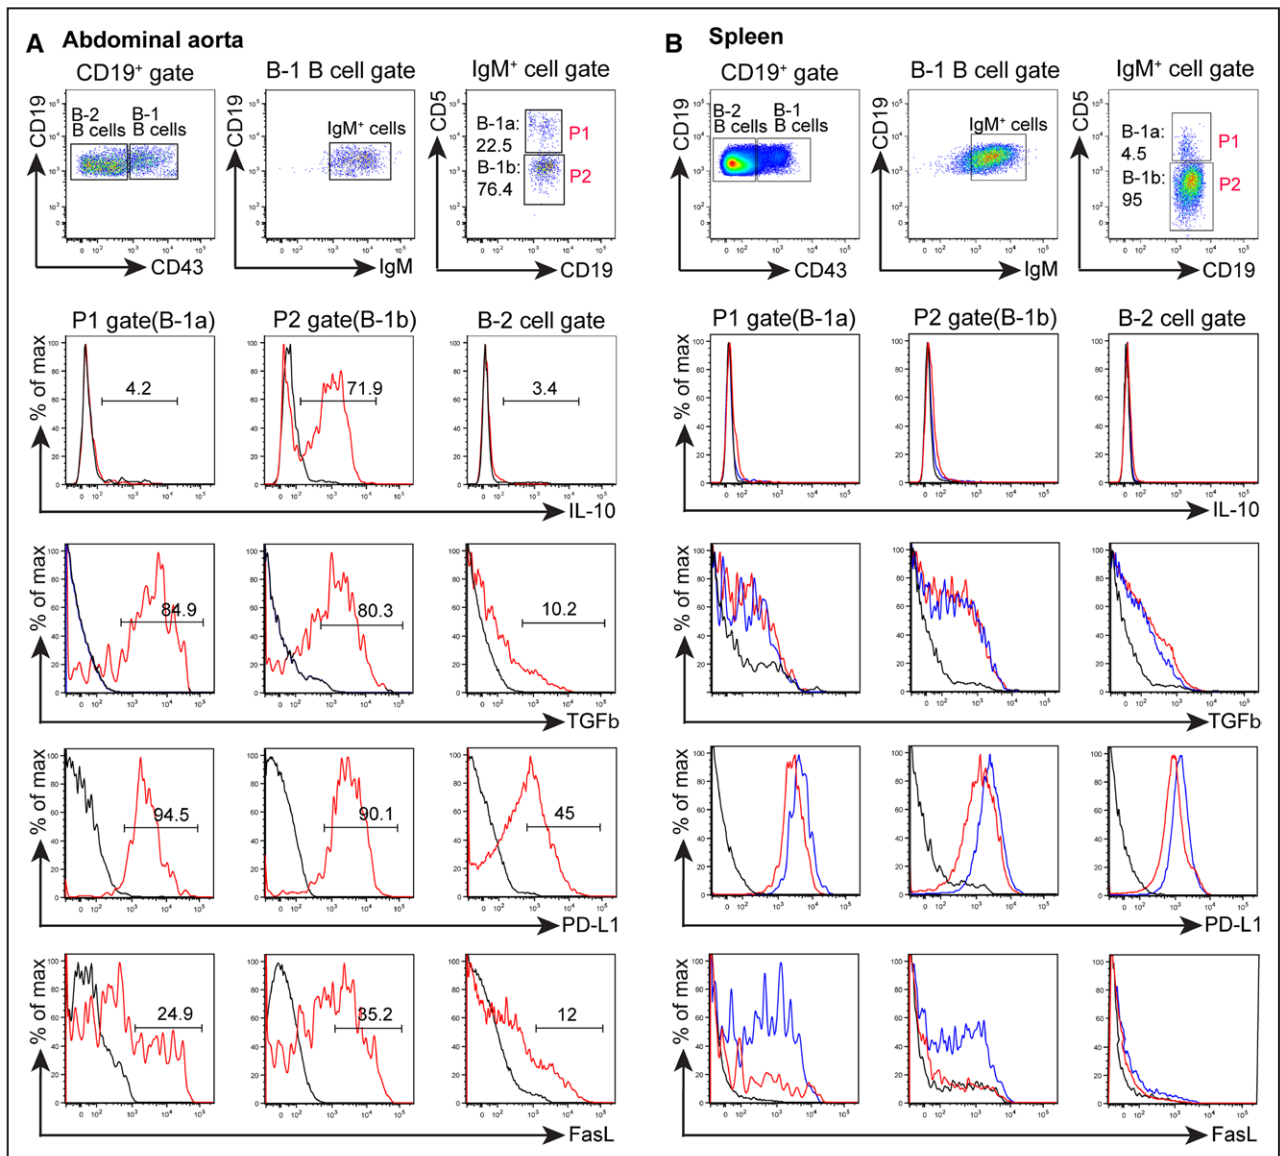 A Abdominal aorta
CD19+ gate
B-1 B cell gate
IgM+ cell gate
CD19
B-2
B cells
B-1
B cells
CD43
CD19
IgM+ cells
IgM
CD5
B-1a:
22.5
P1
B-1b:
76.4
P2
CD19
P1 gate(B-1a)
P2 gate(B-1b)
B-2 cell gate
% of max
4.2
71.9
3.4
IL-10
% of max
84.9
80.3
10.2
TGFb
% of max
94.5
90.1
45
PD-L1
% of max
24.9
35.2
12
FasL
B Spleen
CD19+ gate
B-1 B cell gate
IgM+ cell gate
CD19
B-2
B cells
B-1
B cells
CD43
CD19
IgM+ cells
IgM
CD5
B-1a:
4.5
P1
B-1b:
95
P2
CD19
P1 gate(B-1a)
P2 gate(B-1b)
B-2 cell gate
% of max
IL-10
% of max
TGFb
% of max
PD-L1
% of max
FasL